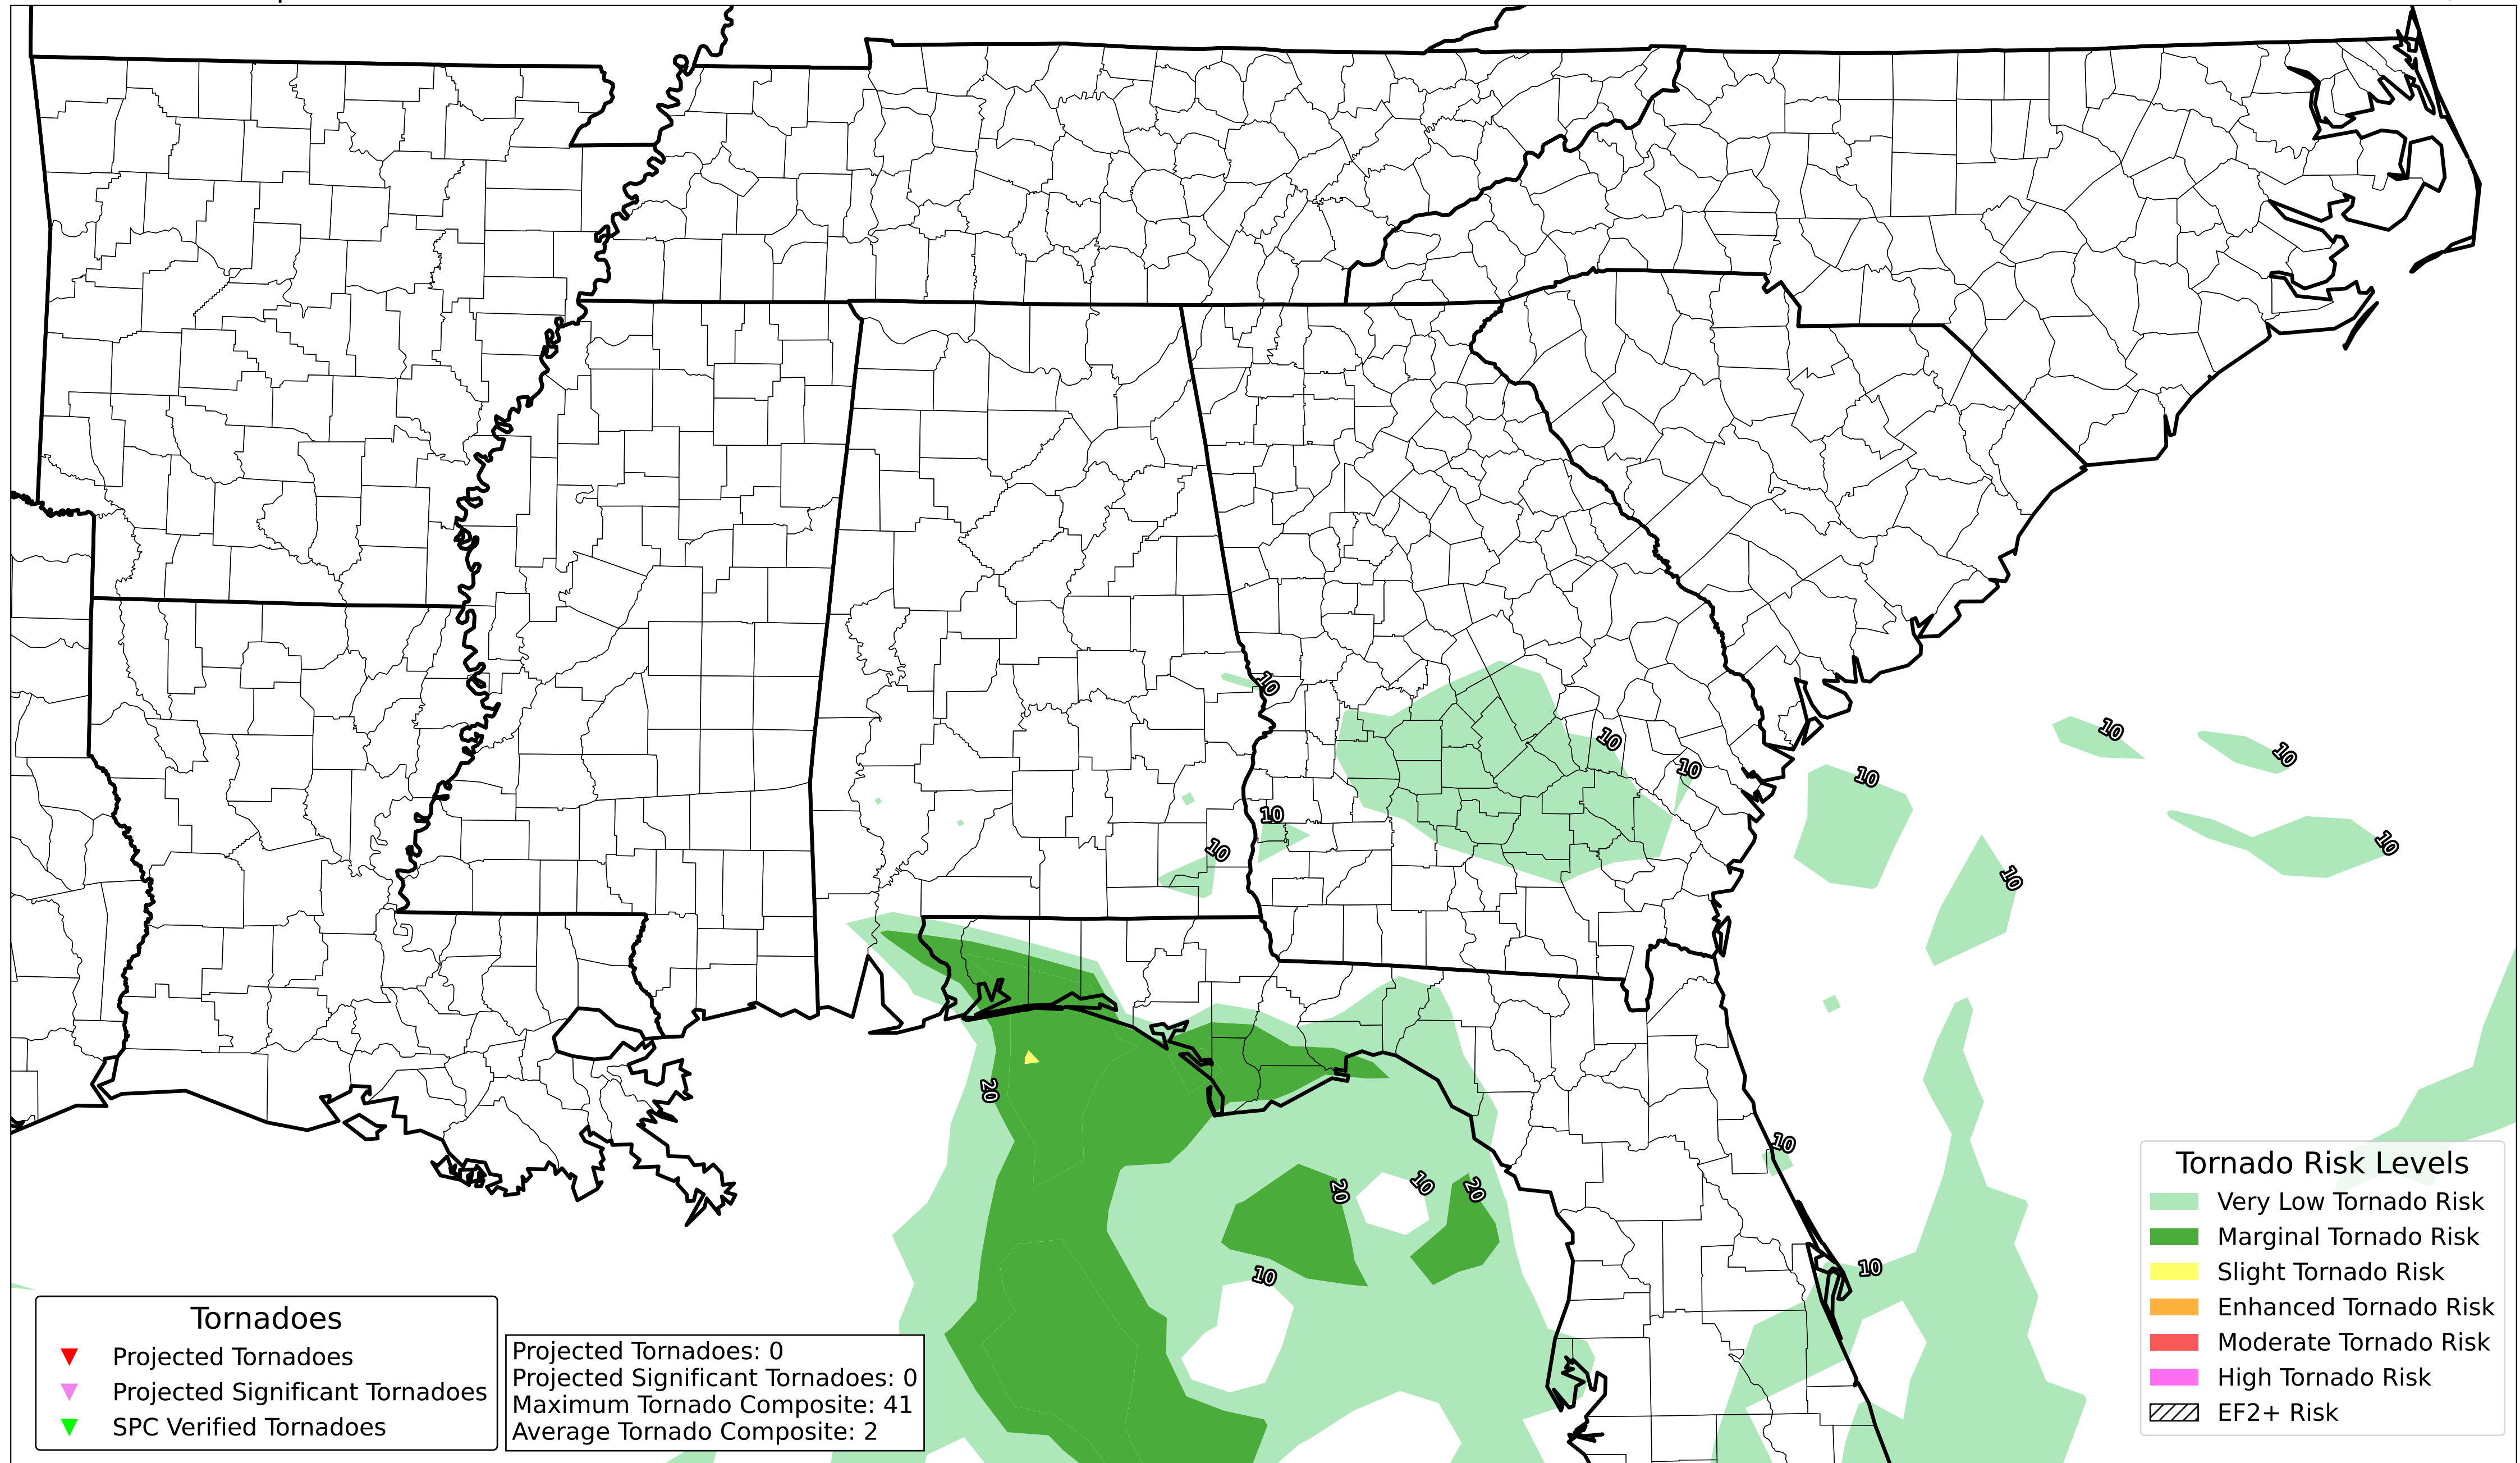 10
10
10
10
10
10
10
10
10
10
10
20
10
10
20
20
10
10
Tornado Risk Levels
Very Low Tornado Risk
Marginal Tornado Risk
Slight Tornado Risk
Enhanced Tornado Risk
Moderate Tornado Risk
High Tornado Risk
EF2+ Risk
Tornadoes
Projected Tornadoes
Projected Significant Tornadoes
SPC Verified Tornadoes
Projected Tornadoes: 0
Projected Significant Tornadoes: 0
Maximum Tornado Composite: 41
Average Tornado Composite: 2